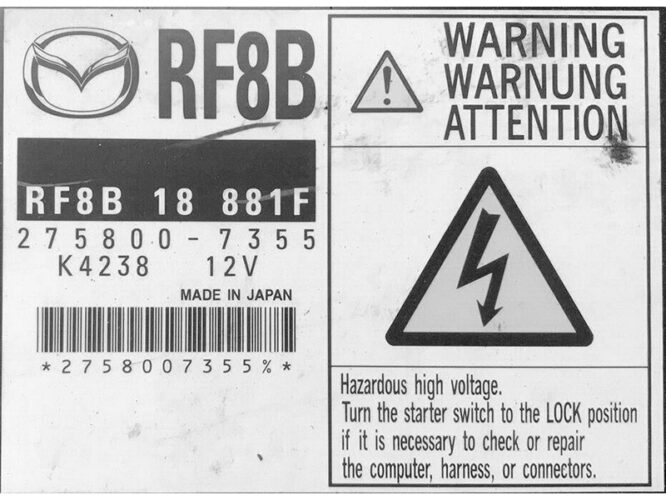 RF8B
RF8B 18 881F
275800-7355
K4238 12V
MADE IN JAPAN
*2758007355%*
WARNING
WARNUNG
ATTENTION
Hazardous high voltage.
Turn the starter switch to the LOCK position
if it is necessary to check or repair
the computer, harness, or connectors.